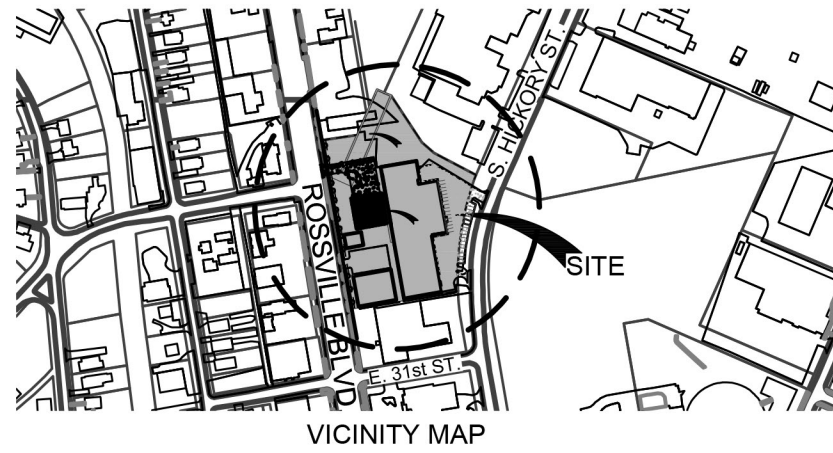 S. HICKORY ST.
ROSSVILLE BLVD
SITE
E. 31st ST.
VICINITY MAP